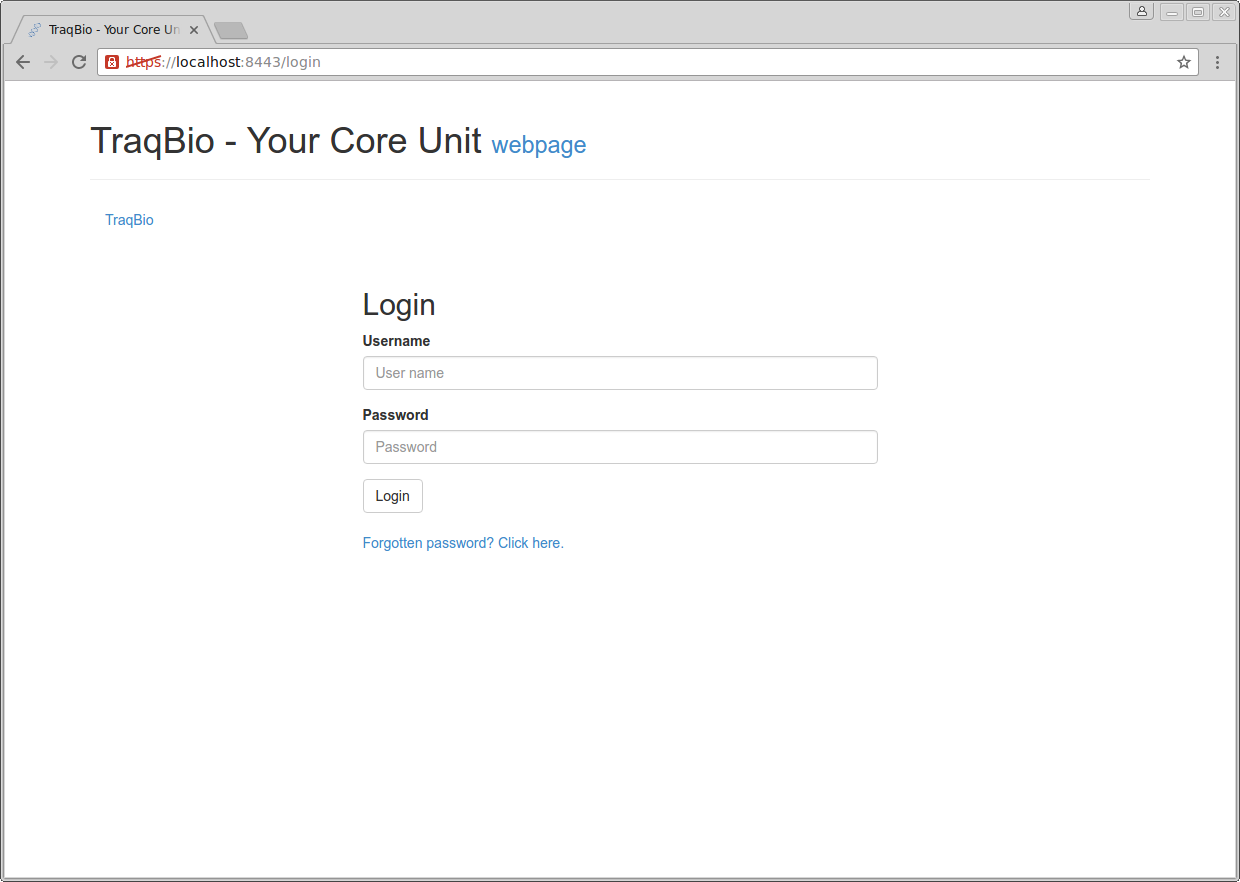 TraqBio - Your Core Un
https://localhost:8443/login
TraqBio - Your Core Unit webpage
TraqBio
Login
Username
User name
Password
Password
Login
Forgotten password? Click here.